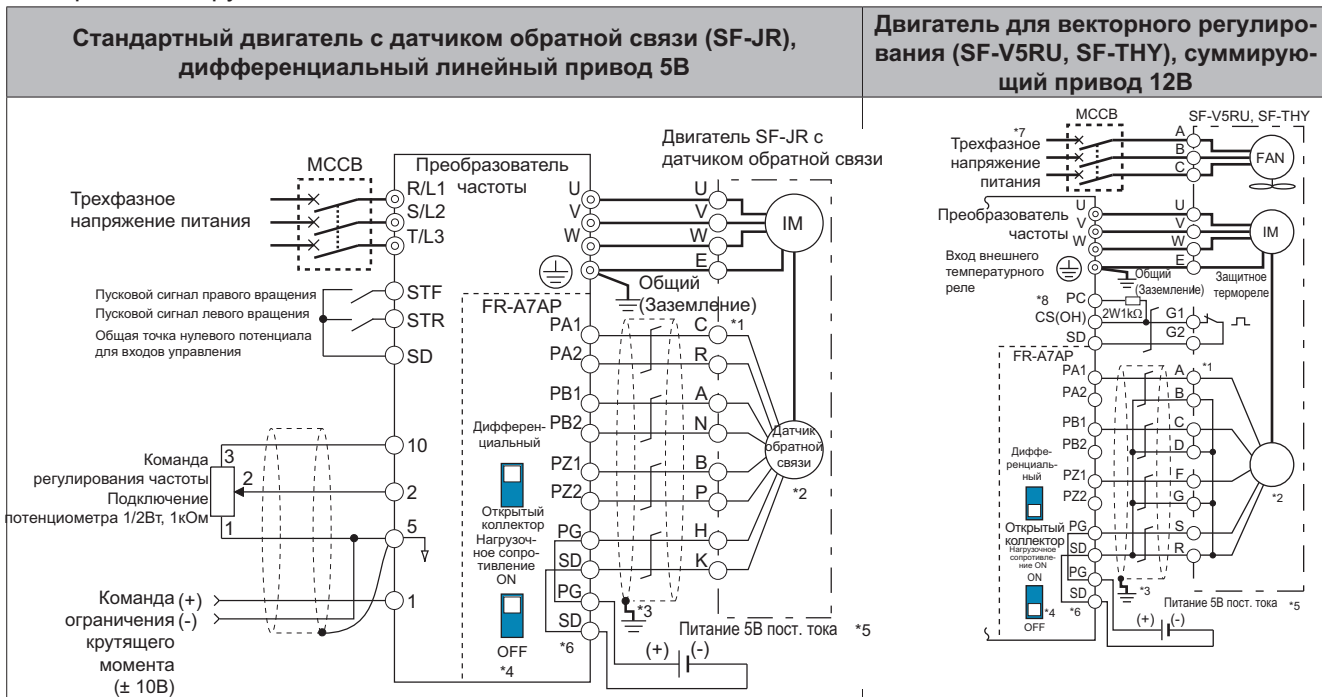 Стандартный двигатель с датчиком обратной связи (SF-JR),
дифференциальный линейный привод 5В
Двигатель для векторного регулиро-
вания (SF-V5RU, SF-THY), суммирую-
щий привод 12В
Двигатель SF-JR с
датчиком обратной связи
MCCB
Преобразователь
частоты
Трехфазное
напряжение питания
R/L1
S/L2
T/L3
U
V
W
U
V
W
E
IM
Общий
(Заземление)
Пусковой сигнал правого вращения
Пусковой сигнал левого вращения
Общая точка нулевого потенциала
для входов управления
STF
STR
SD
FR-A7AP
PA1
PA2
PB1
PB2
PZ1
PZ2
PG
SD
PG
SD
C
R
A
N
B
P
H
K
*1
Датчик
обратной
связи
*2
Дифферен-
циальный
Открытый
коллектор
Нагрузоч-
ное сопро-
тивление
ON
OFF
*4
*6
*3
Питание 5В пост. тока *5
(+) (-)
Команда
регулирования частоты
Подключение
потенциометра 1/2Вт, 1кОм
3
2
1
10
2
5
1
Команда (+)
ограничения (-)
крутящего
момента
(± 10В)
MCCB
SF-V5RU, SF-THY
*7
Трехфазное
напряжение
питания
A
B
C
FAN
Преобразователь
частоты
U
V
W
U
V
W
E
IM
Вход внешнего
температурного
реле
Общий
(Заземление)
Защитное
термореле
*8
PC
CS(OH)
SD
2W1kΩ
G1
G2
FR-A7AP
PA1
PA2
PB1
PB2
PZ1
PZ2
PG
SD
PG
SD
A
B
C
D
F
G
S
R
*1
*2
Диффе-
ренциаль-
ный
Открытый
коллектор
Нагрузочное
сопротивле-
ние ON
ON
*4
OFF
*6
*3
Питание 5В пост. тока *5
(+) (-)